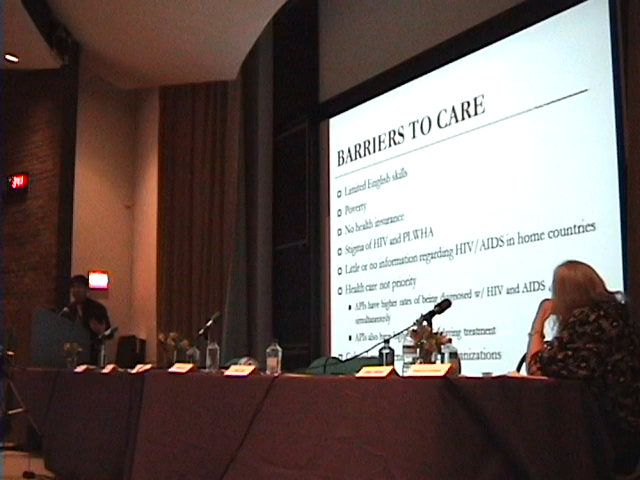 BARRIERS TO CARE
Limited English skills
Poverty
No health insurance
Stigma of HIV and PLWHA
Little or no information regarding HIV/AIDS in home countries
Health care not priority
APIs have higher rates of being diagnosed w/ HIV and AIDS
simultaneously
APIs also treatment